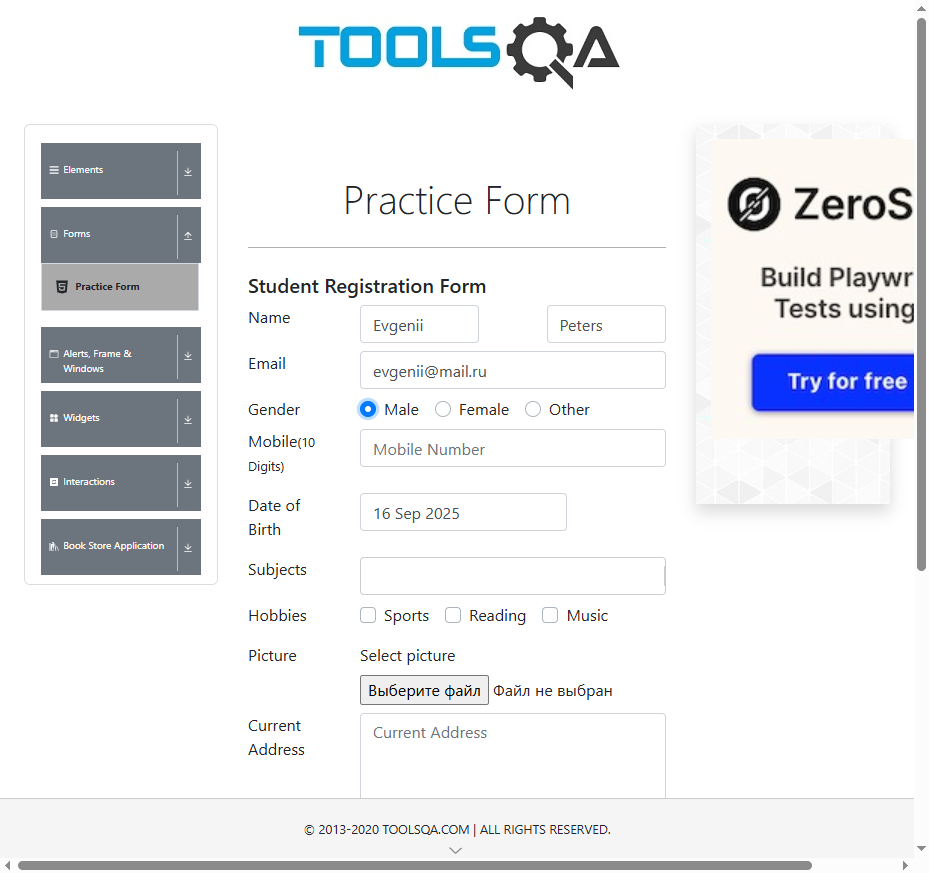 TOOLSQA
Elements
Forms
Practice Form
Alerts, Frame &
Windows
Widgets
Interactions
Book Store Application
Practice Form
Student Registration Form
Name
Evgenii
Peters
Email
evgenii@mail.ru
Gender
Male
Female
Other
Mobile(10
Digits)
Mobile Number
Date of
Birth
16 Sep 2025
Subjects
Hobbies
Sports
Reading
Music
Picture
Select picture
Выберите файл
Файл не выбран
Current
Address
Current Address
ZeroS
Build Playwr
Tests using
Try for free
© 2013-2020 TOOLSQA.COM | ALL RIGHTS RESERVED.